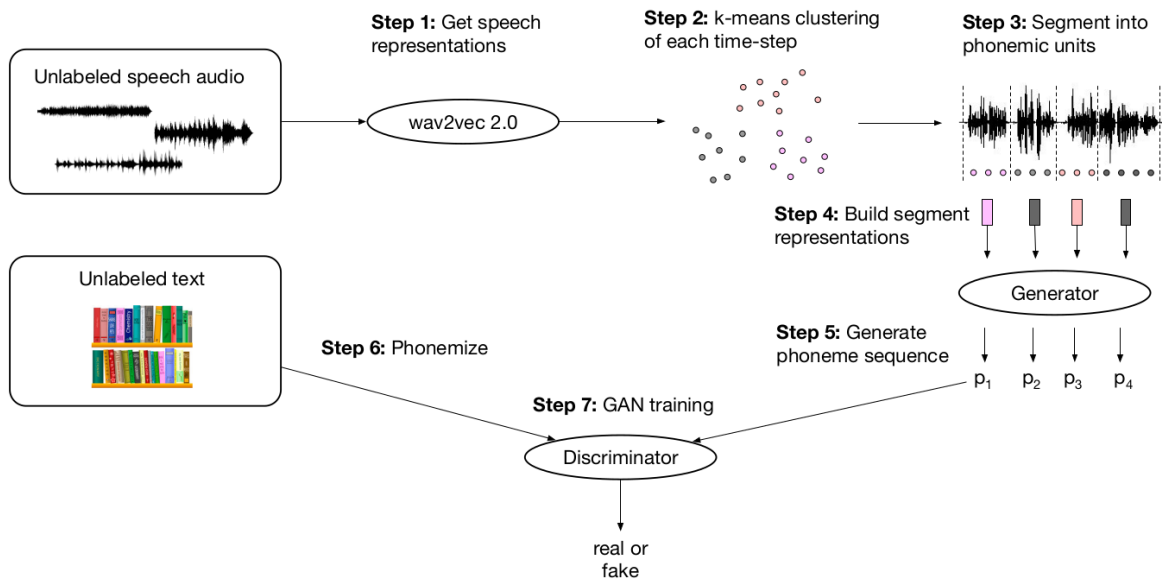 Step 1: Get speech
representations
Step 2: k-means clustering
of each time-step
Step 3: Segment into
phonemic units
Unlabeled speech audio
wav2vec 2.0
Step 4: Build segment
representations
Unlabeled text
Chemistry
Generator
Step 5: Generate
phoneme sequence
Step 6: Phonemize
p1 p2 p3 p4
Step 7: GAN training
Discriminator
real or
fake